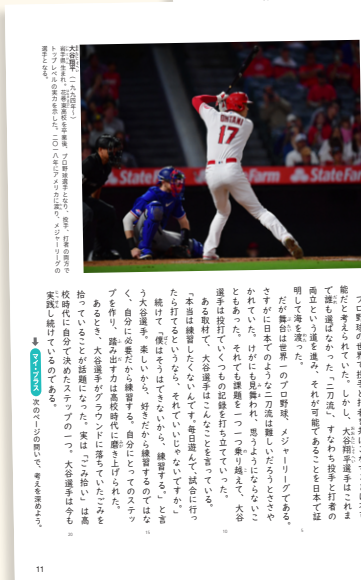 プロ野球の世界で投手と打者
能だと考えられていた。しかし、大谷翔平選手はこれま
で誰も選ばなかった「二刀流」、すなわち投手と打者の
両立という道を進み、それが可能であることを日本で証
明して海を渡った。
だが舞台は世界一のプロ野球、メジャーリーグである。
さすがに日本でのような二刀流は難しいだろうとささや
かれていた。けがにも見舞われ、思うようにならないこ
ともあった。それでも課題を一つ一つ乗り越えて、大谷
選手は投打でいくつもの記録を打ち立てていった。
ある取材で、大谷選手はこんなことを言っている。
「本当は練習したくないんです。毎日遊んで、試合に行っ
たら打てるというなら、それでいいじゃないですか。」
続けて「僕はそうはできないから、練習する。」と言
う大谷選手。楽しいから、好きだから練習するのではな
く、自分に必要だから練習する。自分にとってのステッ
プを作り、踏み出す力は高校時代に磨き上げられた。
あるとき、大谷選手がグラウンドに落ちていたごみを
拾っていることが話題になった。実は「ごみ拾い」は高
校時代に自分で決めたステップの一つ。大谷選手は今も
実践し続けているのである。
5
10
15
20
マイ・プラス 次のページの問いで、考えを深めよう。
大谷翔平(一九九四年〜)
岩手県生まれ。花巻東高校を卒業後、プロ野球選手となり、投手、打者の両方で
トップレベルの実力を示した。二〇一八年にアメリカに渡り、メジャーリーグの
選手となる。
OHTANI
17
State Farm
State Farm
11